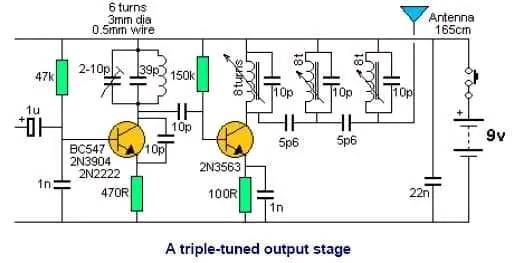 6 turns
3mm dia
0.5mm wire
Antenna
165cm
47k
2-10p
39p
150k
8 turns
10p
8t
10p
8t
10p
1u
+
10p
5p6
5p6
+
9v
BC547
2N3904
2N2222
10p
2N3563
1n
470R
100R
1n
22n
A triple-tuned output stage